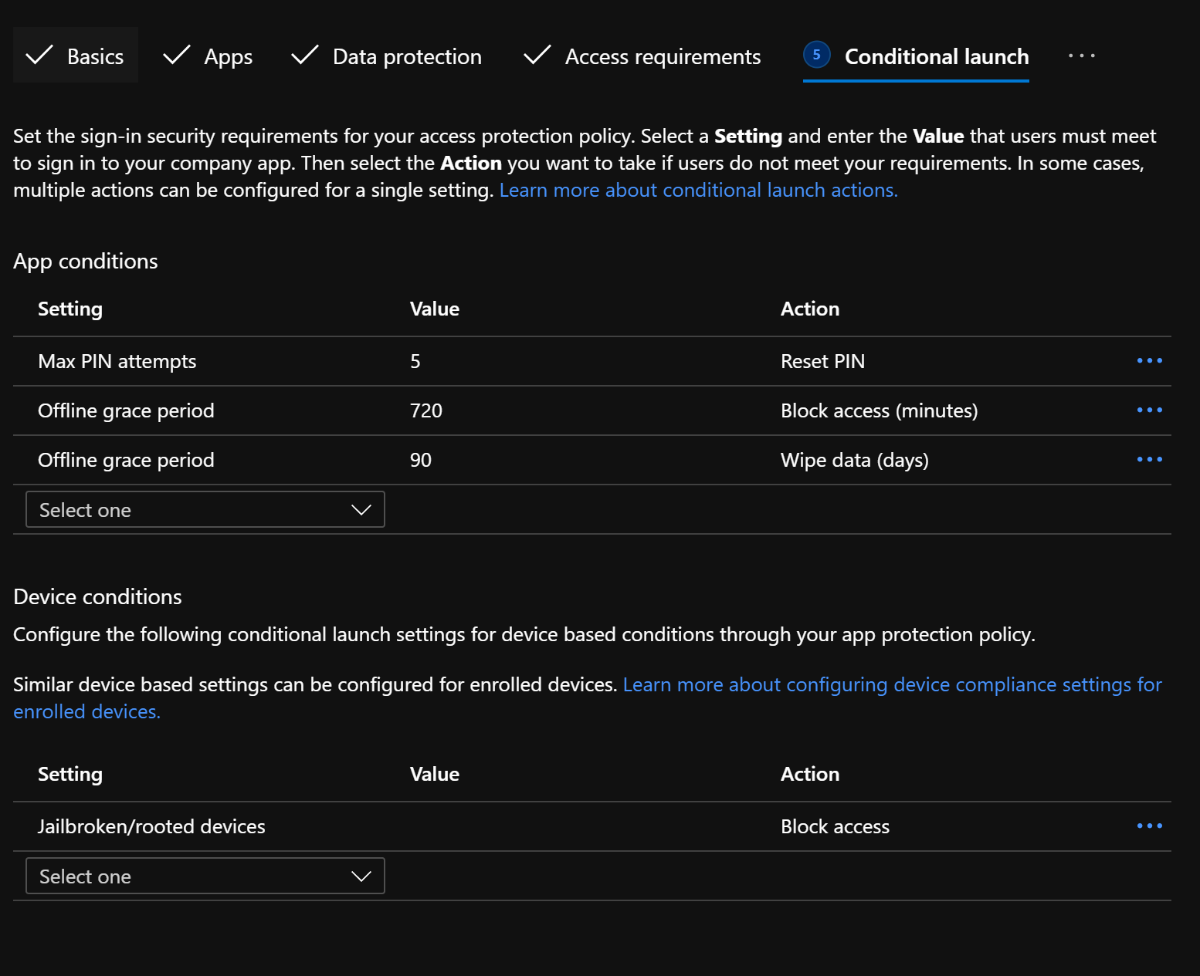 Basics Apps Data protection Access requirements 5 Conditional launch ···
Set the sign-in security requirements for your access protection policy. Select a Setting and enter the Value that users must meet
to sign in to your company app. Then select the Action you want to take if users do not meet your requirements. In some cases,
multiple actions can be configured for a single setting. Learn more about conditional launch actions.
App conditions
Setting Value Action
Max PIN attempts 5 Reset PIN
Offline grace period 720 Block access (minutes)
Offline grace period 90 Wipe data (days)
Select one
Device conditions
Configure the following conditional launch settings for device based conditions through your app protection policy.
Similar device based settings can be configured for enrolled devices. Learn more about configuring device compliance settings for
enrolled devices.
Setting Value Action
Jailbroken/rooted devices Block access
Select one